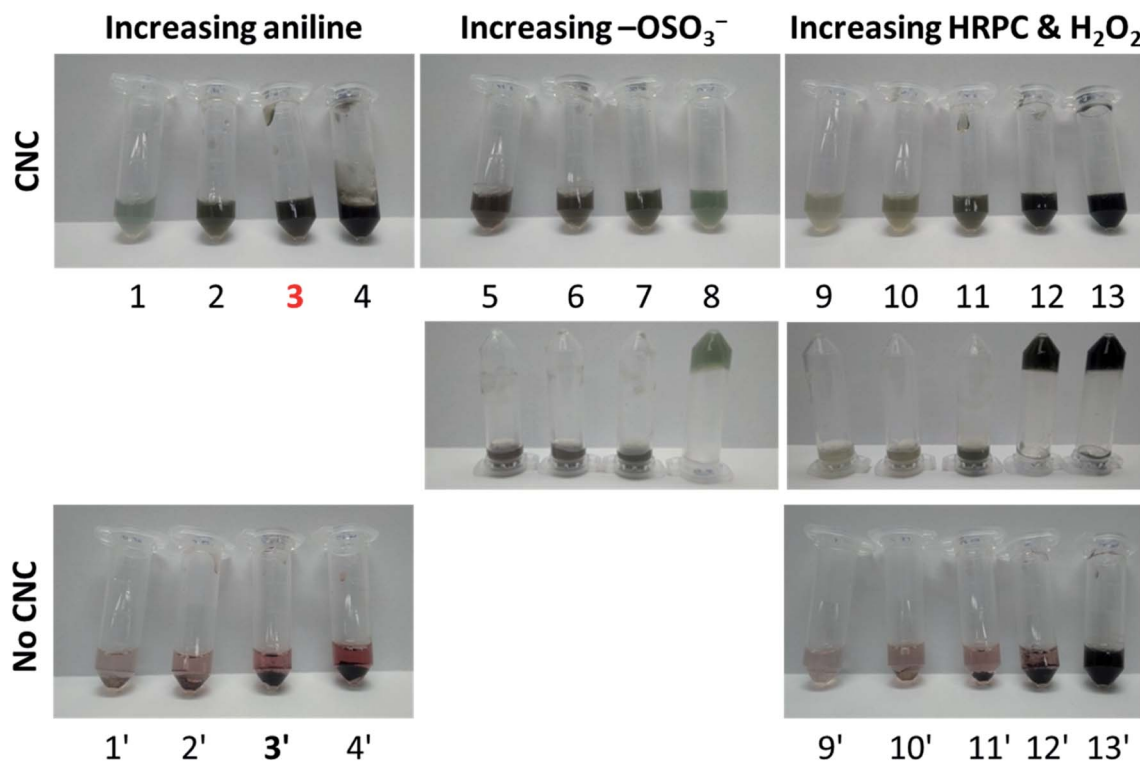 Increasing aniline Increasing –OSO₃⁻ Increasing HRPC & H₂O₂
CNC
1 2 3 4 5 6 7 8 9 10 11 12 13
No CNC
1' 2' 3' 4' 9' 10' 11' 12' 13'